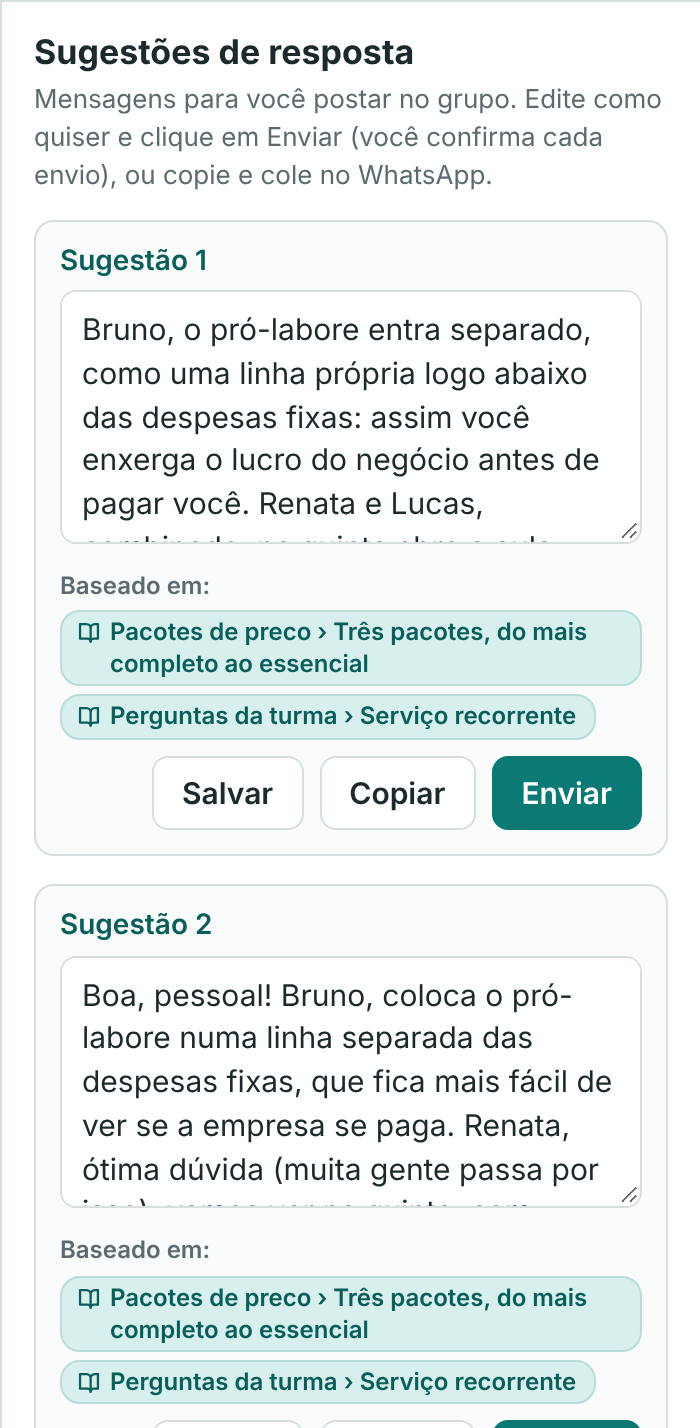 Sugestões de resposta
Mensagens para você postar no grupo. Edite como
quiser e clique em Enviar (você confirma cada
envio), ou copie e cole no WhatsApp.
Sugestão 1
Bruno, o pró-labore entra separado,
como uma linha própria logo abaixo
das despesas fixas: assim você
enxerga o lucro do negócio antes de
pagar você. Renata e Lucas,
Baseado em:
Pacotes de preco › Três pacotes, do mais
completo ao essencial
Perguntas da turma › Serviço recorrente
Salvar
Copiar
Enviar
Sugestão 2
Boa, pessoal! Bruno, coloca o pró-
labore numa linha separada das
despesas fixas, que fica mais fácil de
ver se a empresa se paga. Renata,
ótima dúvida (muita gente passa por
Baseado em:
Pacotes de preco › Três pacotes, do mais
completo ao essencial
Perguntas da turma › Serviço recorrente